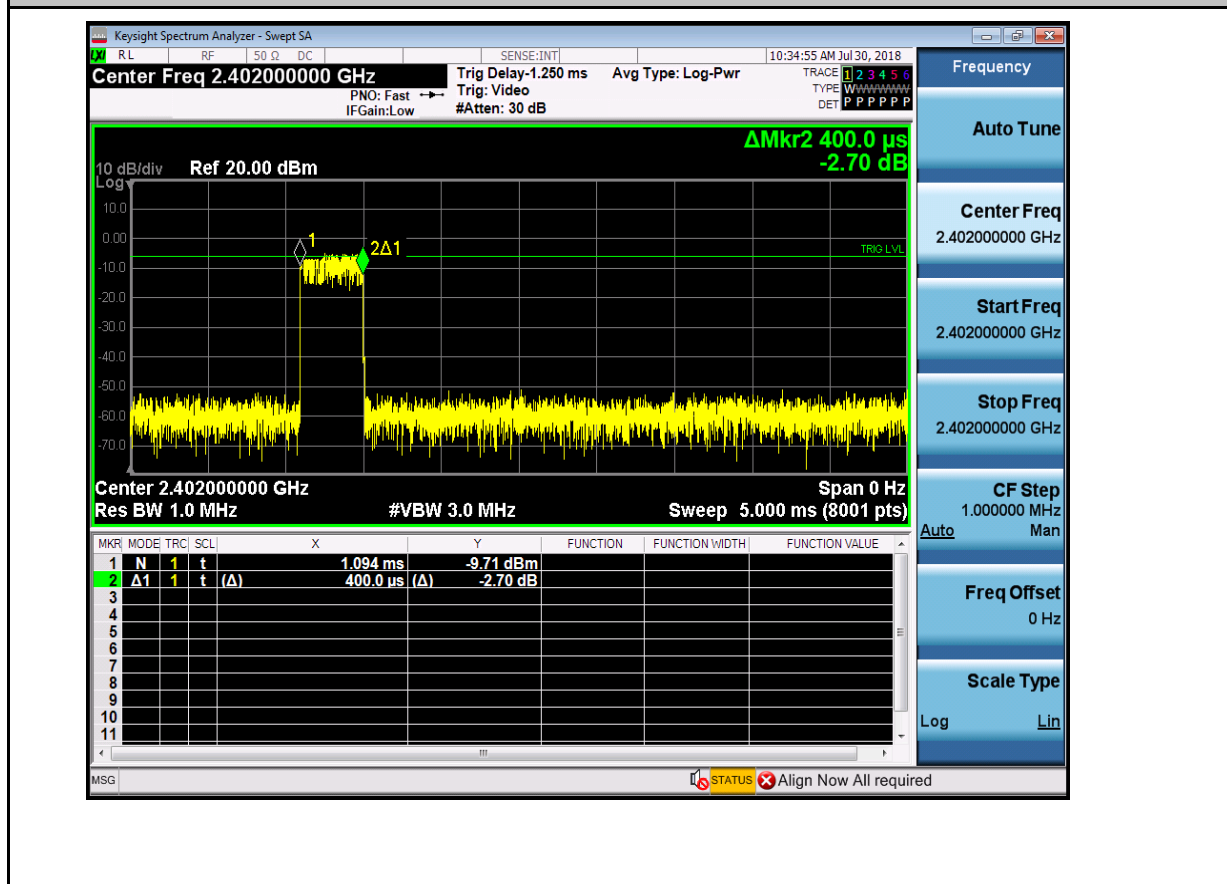 Keysight Spectrum Analyzer - Swept SA
LXI RL RF 50 Ω DC SENSE:INT 10:34:55 AM Jul 30, 2018
Center Freq 2.402000000 GHz
PNO: Fast
IFGain:Low
Trig Delay-1.250 ms
Trig: Video
#Atten: 30 dB
Avg Type: Log-Pwr
TRACE 1 2 3 4 5 6
TYPE WWWWWW
DET P P P P P P
ΔMkr2 400.0 µs
-2.70 dB
10 dB/div Ref 20.00 dBm
Log
10.0
0.00
-10.0
-20.0
-30.0
-40.0
-50.0
-60.0
-70.0
1
2Δ1
TRIG LVL
Center 2.402000000 GHz Span 0 Hz
Res BW 1.0 MHz #VBW 3.0 MHz Sweep 5.000 ms (8001 pts)
MKR MODE TRC SCL X Y FUNCTION FUNCTION WIDTH FUNCTION VALUE
1 N 1 t 1.094 ms -9.71 dBm
2 Δ1 1 t (Δ) 400.0 µs (Δ) -2.70 dB
3
4
5
6
7
8
9
10
11
MSG STATUS Align Now All required
Frequency
Auto Tune
Center Freq
2.402000000 GHz
Start Freq
2.402000000 GHz
Stop Freq
2.402000000 GHz
CF Step
1.000000 MHz
Auto Man
Freq Offset
0 Hz
Scale Type
Log Lin